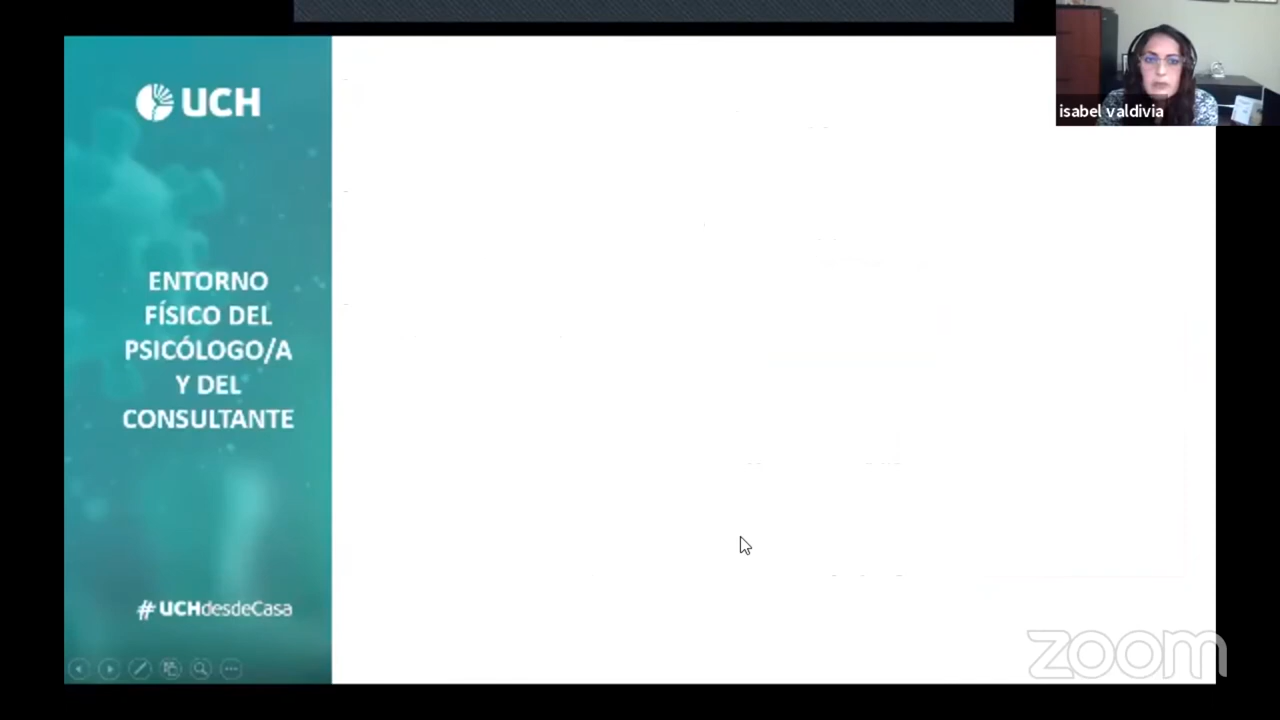 UCH
isabel valdivia
ENTORNO
FÍSICO DEL
PSICÓLOGO/A
Y DEL
CONSULTANTE
#UCHdesdeCasa
zoom